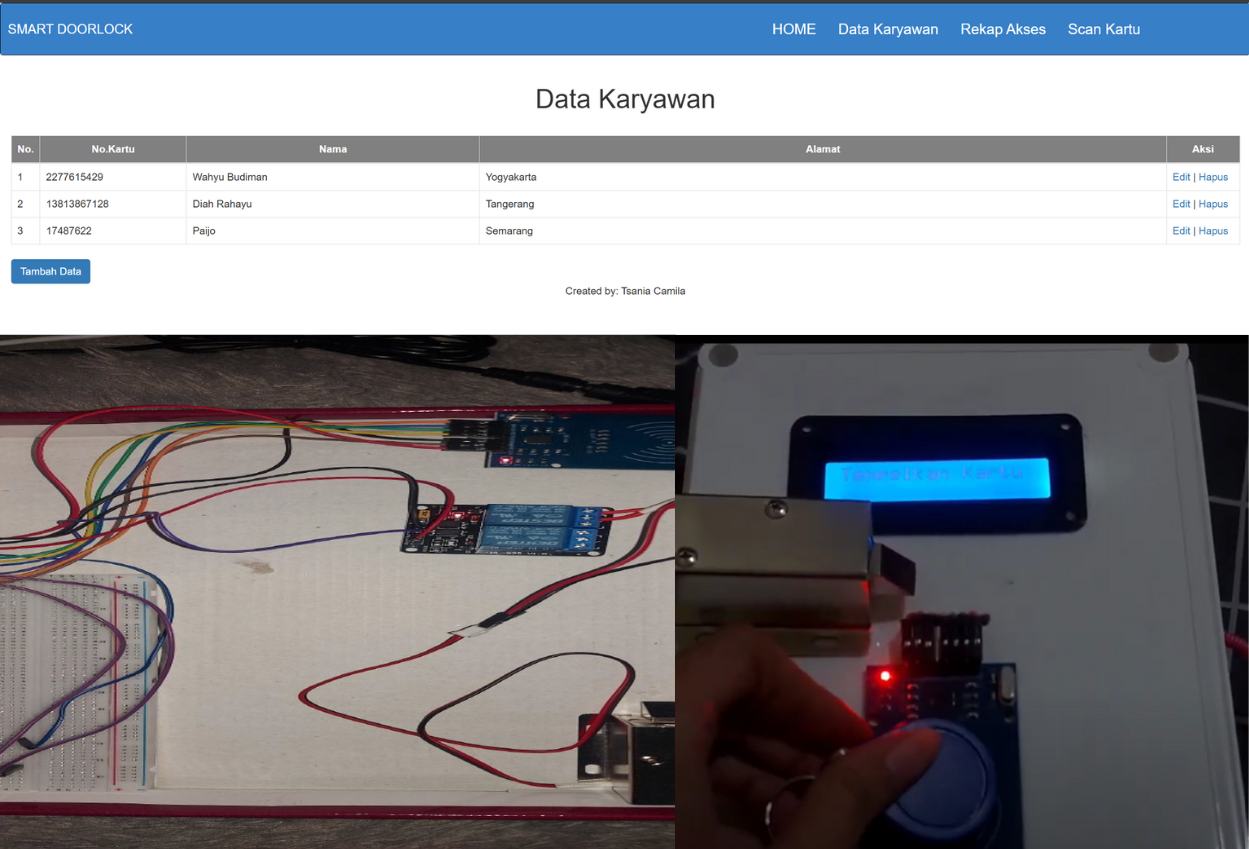 SMART DOORLOCK
HOME Data Karyawan Rekap Akses Scan Kartu
Data Karyawan
No. No.Kartu Nama Alamat Aksi
1 2277615429 Wahyu Budiman Yogyakarta Edit | Hapus
2 13813867128 Diah Rahayu Tangerang Edit | Hapus
3 17487622 Paijo Semarang Edit | Hapus
Tambah Data
Created by: Tsania Camila
Tempelkan Kartu